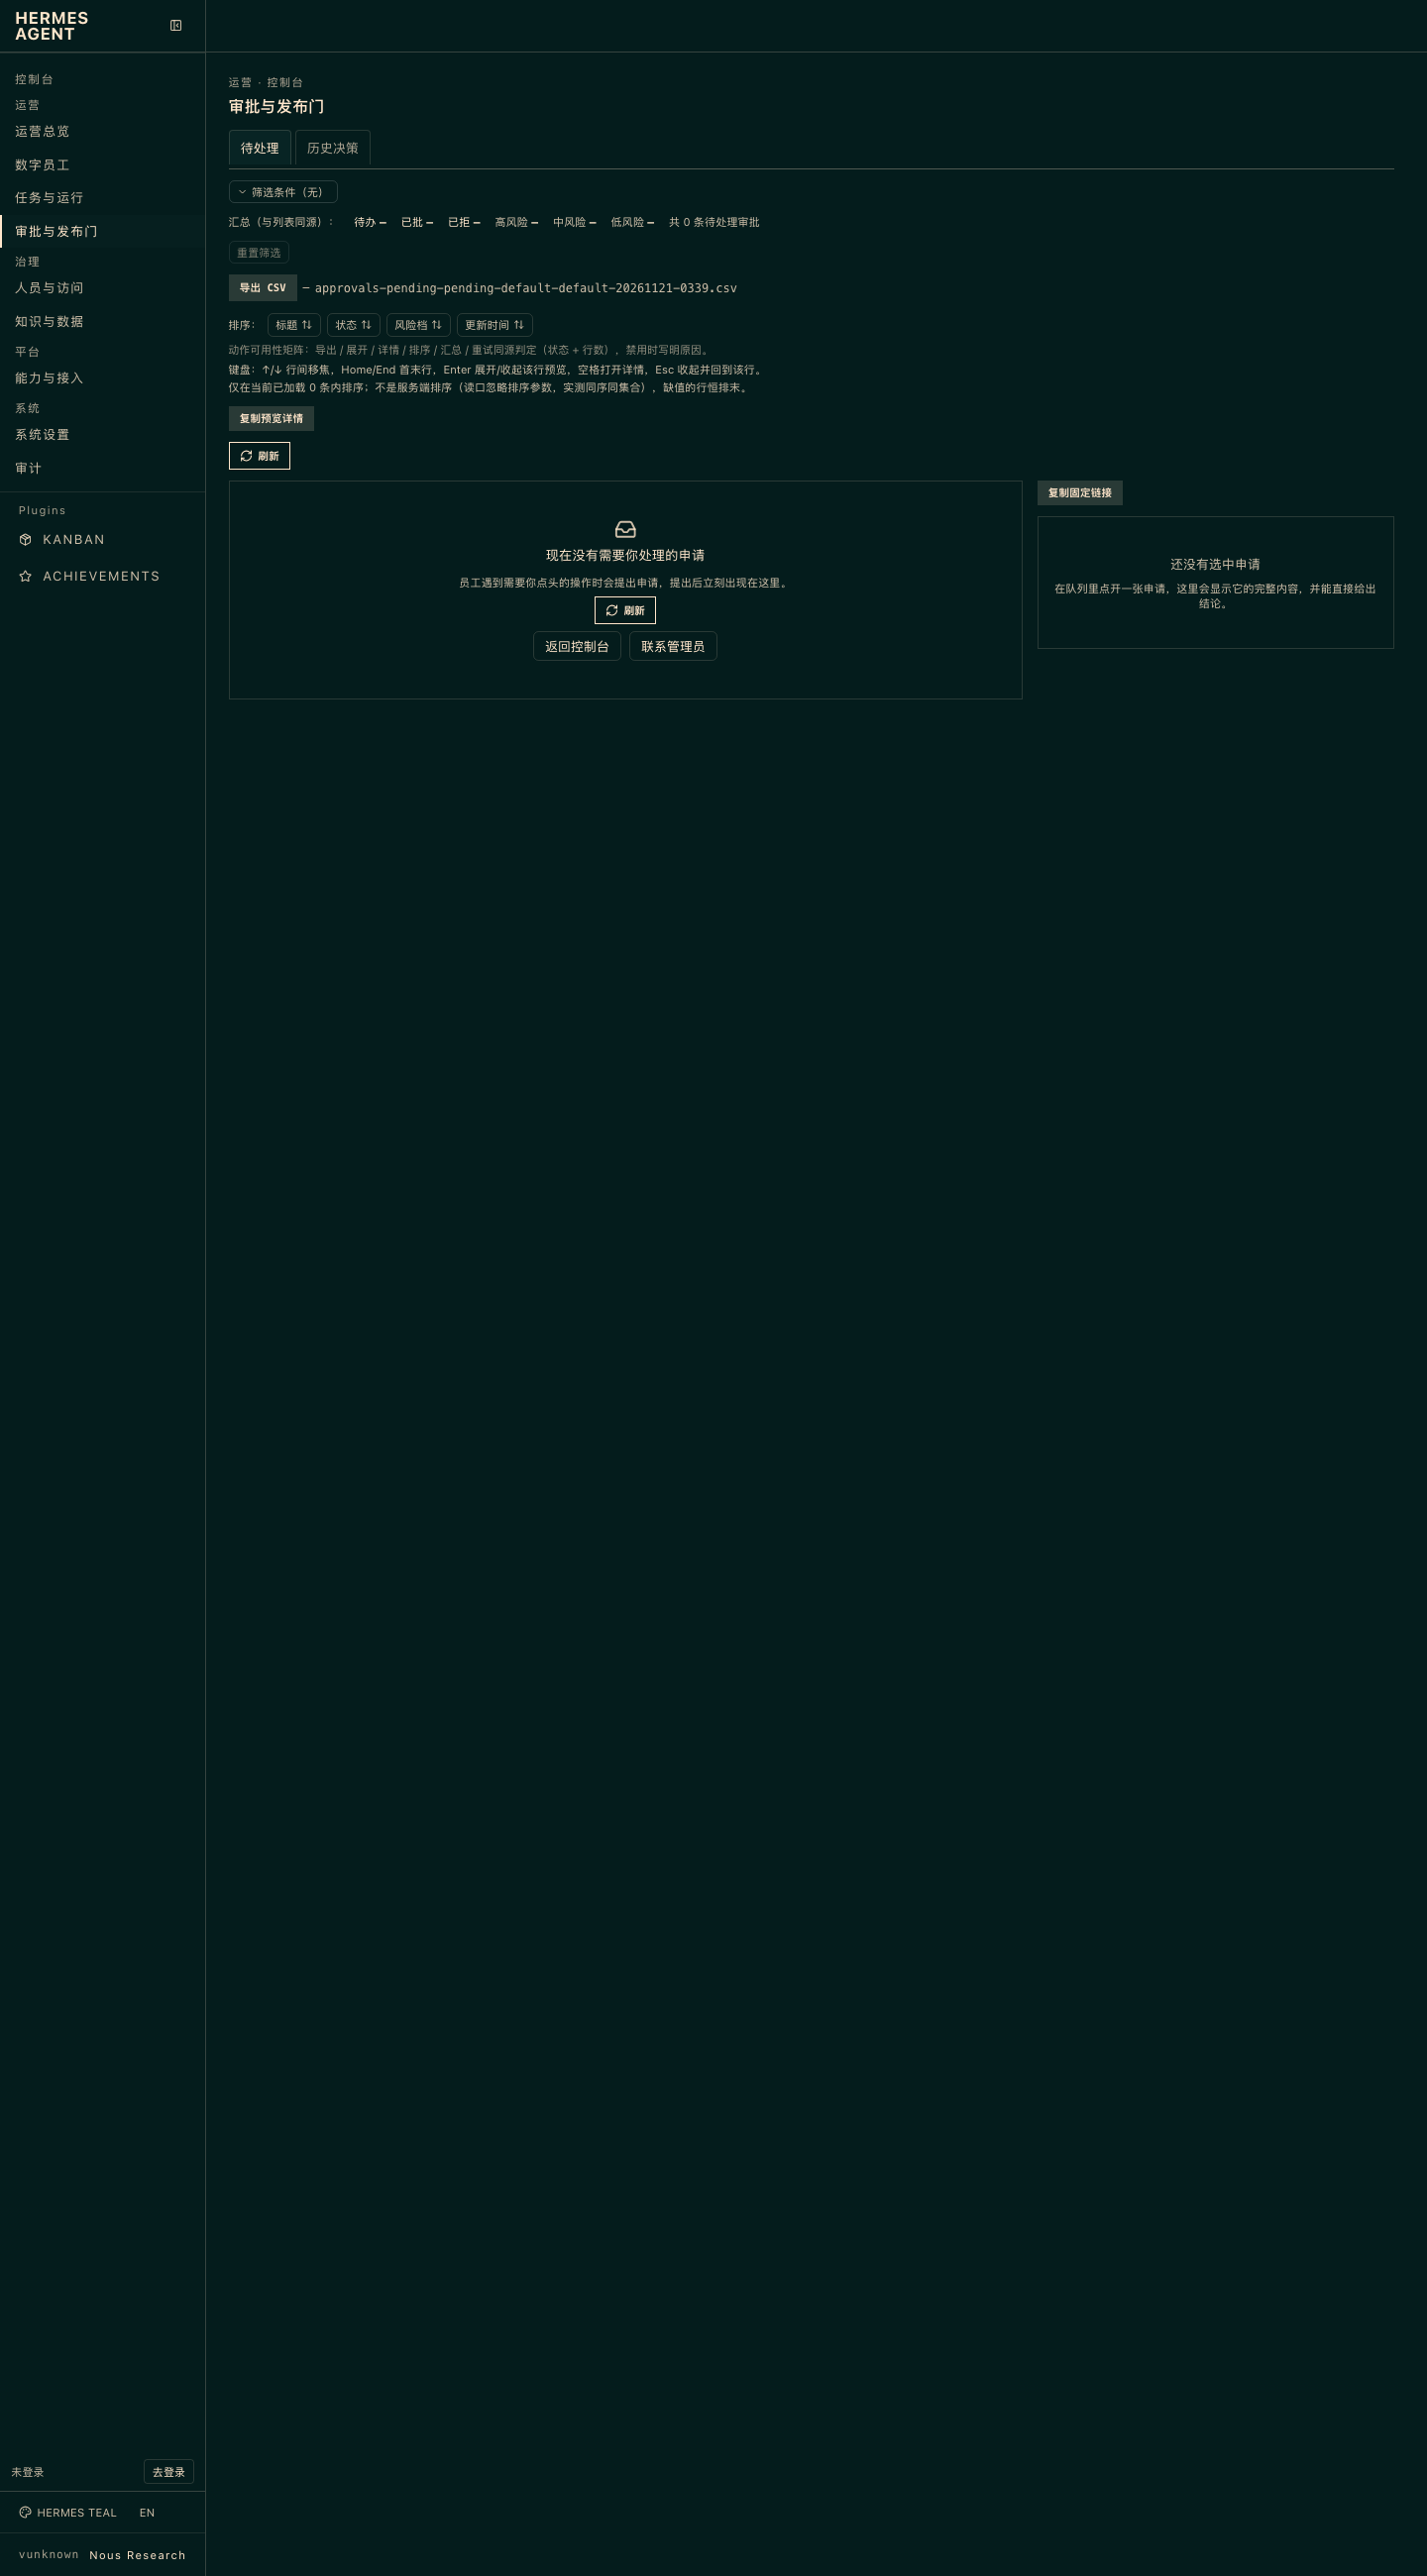 HERMES
AGENT
控制台
运营
运营总览
数字员工
任务与运行
审批与发布门
治理
人员与访问
知识与数据
平台
能力与接入
系统
系统设置
审计
Plugins
KANBAN
ACHIEVEMENTS
未登录 去登录
HERMES TEAL EN
vunknown Nous Research
运营 · 控制台
审批与发布门
待处理 历史决策
筛选条件（无）
汇总（与列表同源）： 待办 — 已批 — 已拒 — 高风险 — 中风险 — 低风险 — 共 0 条待处理审批
重置筛选
导出 CSV — approvals-pending-pending-default-default-20261121-0339.csv
排序： 标题 ⇅ 状态 ⇅ 风险档 ⇅ 更新时间 ⇅
动作可用性矩阵：导出 / 展开 / 详情 / 排序 / 汇总 / 重试同源判定（状态 + 行数），禁用时写明原因。
键盘：↑/↓ 行间移焦，Home/End 首末行，Enter 展开/收起该行预览，空格打开详情，Esc 收起并回到该行。
仅在当前已加载 0 条内排序；不是服务端排序（读口忽略排序参数，实测同序同集合），缺值的行恒排末。
复制预览详情
刷新
现在没有需要你处理的申请
员工遇到需要你点头的操作时会提出申请，提出后立刻出现在这里。
刷新
返回控制台 联系管理员
复制固定链接
还没有选中申请
在队列里点开一张申请，这里会显示它的完整内容，并能直接给出
结论。